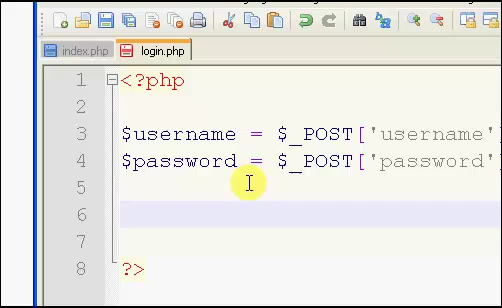 index.php login.php
1 <?php
2
3 $username = $_POST['username'
4 $password = $_POST['password'
5
6
7
8 ?>